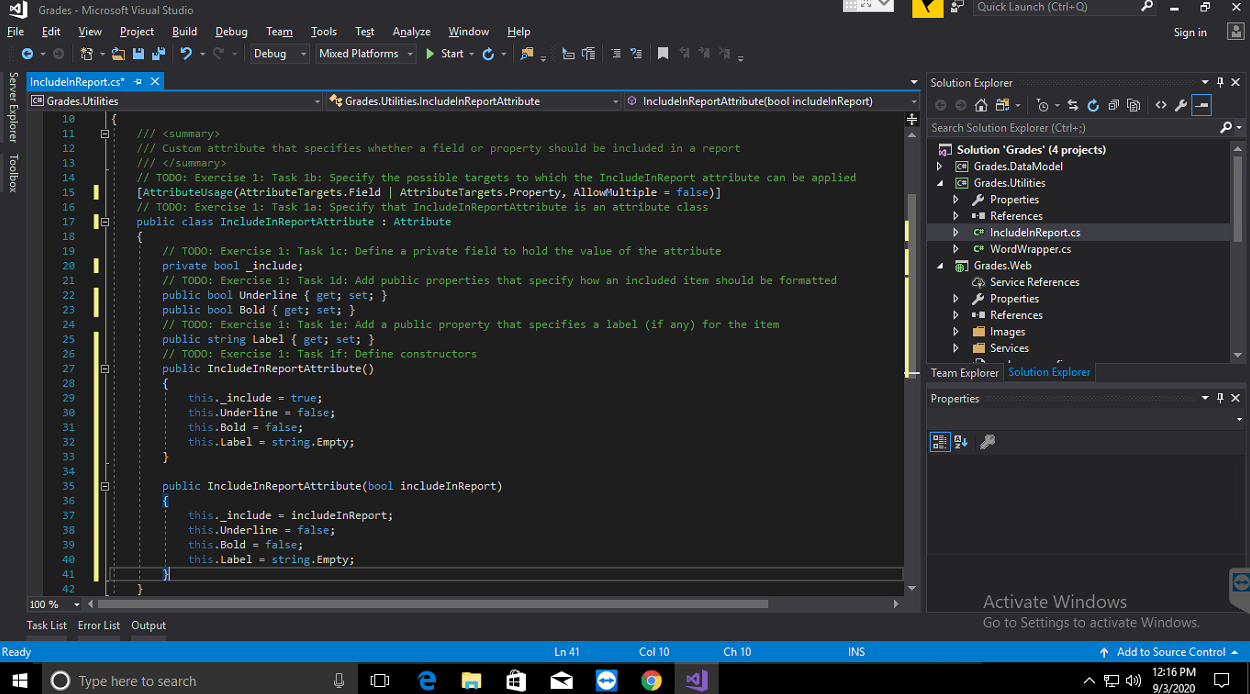 Grades - Microsoft Visual Studio
Quick Launch (Ctrl+Q)
File Edit View Project Build Debug Team Tools Test Analyze Window Help
Sign in
Debug Mixed Platforms Start
Server Explorer
Toolbox
IncludeInReport.cs*
Grades.Utilities Grades.Utilities.IncludeInReportAttribute IncludeInReportAttribute(bool includeInReport)
10 {
11 /// <summary>
12 /// Custom attribute that specifies whether a field or property should be included in a report
13 /// </summary>
14 // TODO: Exercise 1: Task 1b: Specify the possible targets to which the IncludeInReport attribute can be applied
15 [AttributeUsage(AttributeTargets.Field | AttributeTargets.Property, AllowMultiple = false)]
16 // TODO: Exercise 1: Task 1a: Specify that IncludeInReportAttribute is an attribute class
17 public class IncludeInReportAttribute : Attribute
18 {
19 // TODO: Exercise 1: Task 1c: Define a private field to hold the value of the attribute
20 private bool _include;
21 // TODO: Exercise 1: Task 1d: Add public properties that specify how an included item should be formatted
22 public bool Underline { get; set; }
23 public bool Bold { get; set; }
24 // TODO: Exercise 1: Task 1e: Add a public property that specifies a label (if any) for the item
25 public string Label { get; set; }
26 // TODO: Exercise 1: Task 1f: Define constructors
27 public IncludeInReportAttribute()
28 {
29 this._include = true;
30 this.Underline = false;
31 this.Bold = false;
32 this.Label = string.Empty;
33 }
34
35 public IncludeInReportAttribute(bool includeInReport)
36 {
37 this._include = includeInReport;
38 this.Underline = false;
39 this.Bold = false;
40 this.Label = string.Empty;
41 }
42 }
100 %
Solution Explorer
Search Solution Explorer (Ctrl+;)
Solution 'Grades' (4 projects)
C# Grades.DataModel
C# Grades.Utilities
Properties
References
C# IncludeInReport.cs
C# WordWrapper.cs
Grades.Web
Service References
Properties
References
Images
Services
Team Explorer Solution Explorer
Properties
Activate Windows
Go to Settings to activate Windows.
Task List Error List Output
Ready Ln 41 Col 10 Ch 10 INS Add to Source Control
Type here to search
12:16 PM
9/3/2020